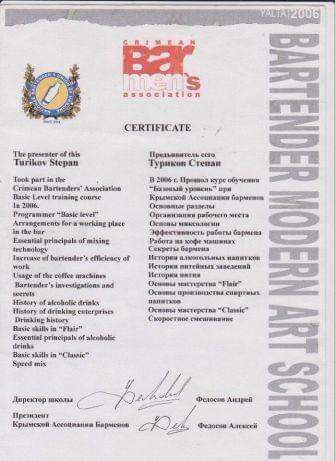 YALTA 2006
CRIMEAN
BAR
men's
association
BARTENDER MODERN ART SCHOOL
CERTIFICATE
The presenter of this
Turikov Stepan
Took part in the
Crimean Bartenders' Association
Basic Level training course
In 2006.
Programmer "Basic level"
Arrangements for a working place
in the bar
Essential principals of mixing
technology
Increase of bartender's efficiency of
work
Usage of the coffee machines
Bartender's investigations and
secrets
History of alcoholic drinks
History of drinking enterprises
Drinking history
Basic skills in "Flair"
Essential principals of alcoholic
drinks
Basic skills in "Classic"
Speed mix
Предъявитель сего
Туриков Степан
В 2006 г. Прошол курс обучения
"базовый уровень" при
Крымской Ассоциации барменов
Основные разделы
Организация рабочего места
Основы миксологии
Эффективность работы бармена
Работа на кофе машинах
Секреты бармена
История алкогольных напитков
История питейных заведений
История пития
Основы мастерства "Flair"
Основы производства спиртных
напитков
Основы мастерства "Classic"
Скоростное смешивание
Директор школы
Федосов Андрей
Президент
Крымской Ассоциации Барменов
Федосов Алексей